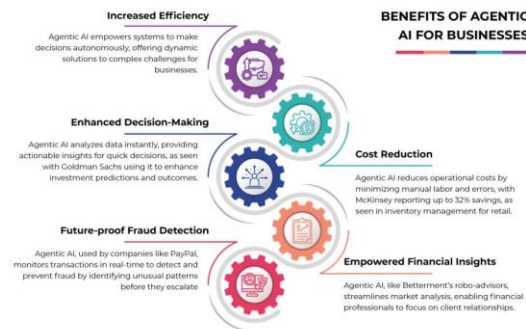 BENEFITS OF AGENTIC
AI FOR BUSINESSES
Increased Efficiency
Agentic AI empowers systems to make
decisions autonomously, offering dynamic
solutions to complex challenges for
businesses.
Enhanced Decision-Making
Agentic AI analyzes data instantly, providing
actionable insights for quick decisions, as seen
with Goldman Sachs using it to enhance
investment predictions and outcomes.
Cost Reduction
Agentic AI reduces operational costs by
minimizing manual labor and errors, with
McKinsey reporting up to 32% savings, as
seen in inventory management for retail.
Future-proof Fraud Detection
Agentic AI, used by companies like PayPal,
monitors transactions in real-time to detect and
prevent fraud by identifying unusual patterns
before they escalate
Empowered Financial Insights
Agentic AI, like Betterment's robo-advisors,
streamlines market analysis, enabling financial
professionals to focus on client relationships.